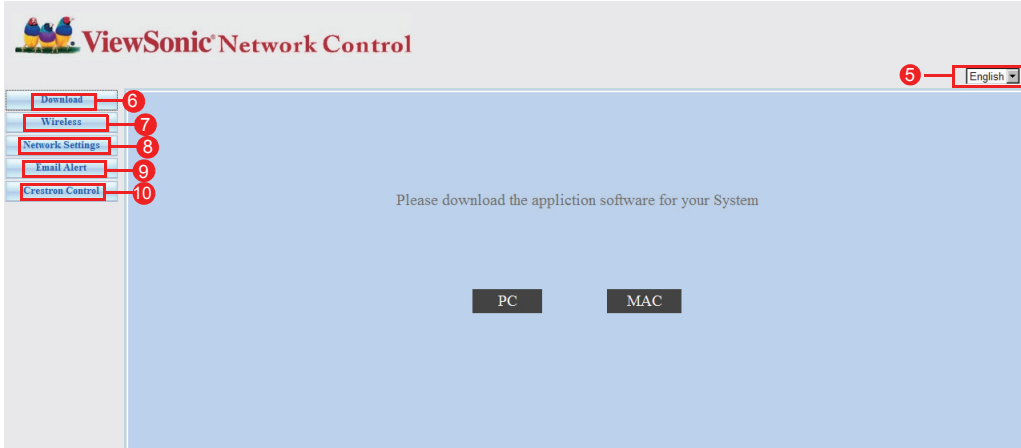 ViewSonic® Network Control
5
English
Download 6
Wireless 7
Network Settings 8
Email Alert 9
Crestron Control 10
Please download the appliction software for your System
PC MAC